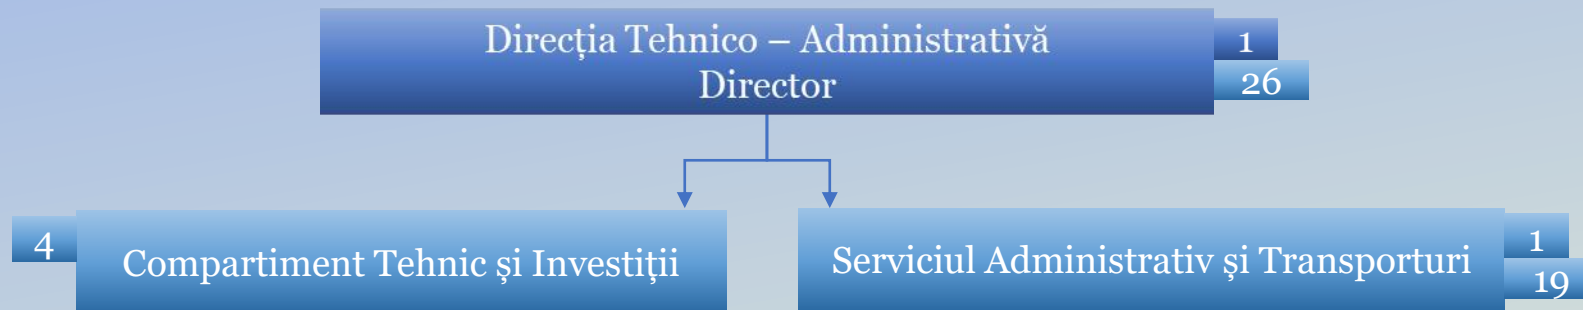 Direcția Tehnico – Administrativă
Director
1
26
4
Compartiment Tehnic și Investiții
Serviciul Administrativ și Transporturi
1
19